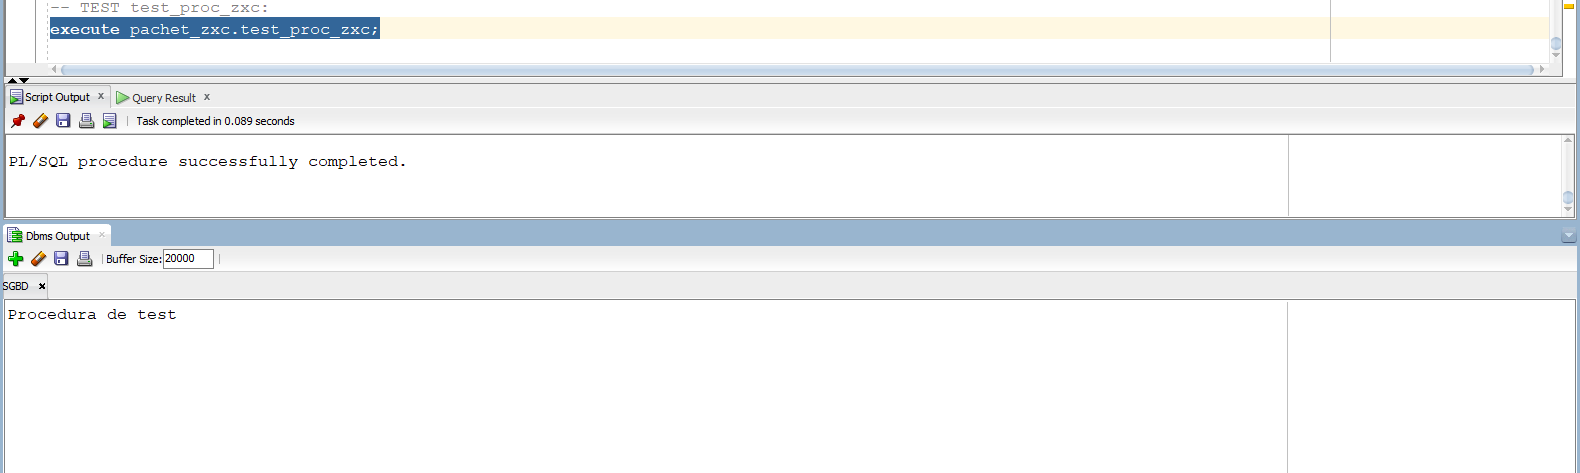 -- TEST test_proc_zxc:
execute pachet_zxc.test_proc_zxc;
Script Output x Query Result x
Task completed in 0.089 seconds
PL/SQL procedure successfully completed.
Dbms Output x
Buffer Size: 20000
SGBD x
Procedura de test